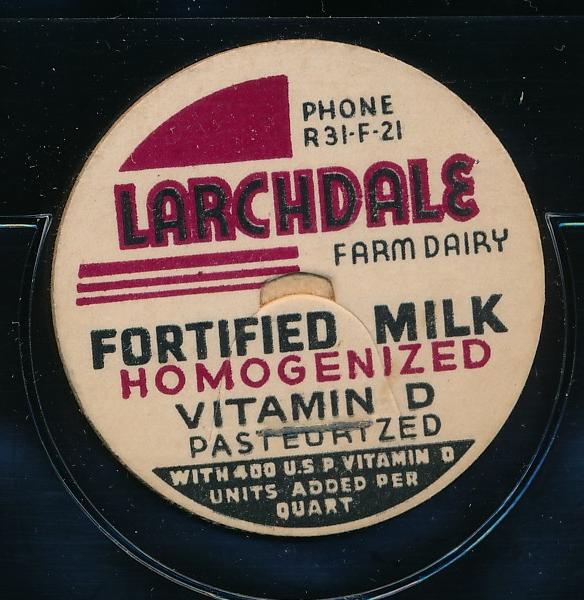 PHONE
R31-F-21
LARCHDALE
FARM DAIRY
FORTIFIED MILK
HOMOGENIZED
VITAMIN D
PASTEURIZED
WITH 400 U.S.P. VITAMIN D
UNITS ADDED PER
QUART